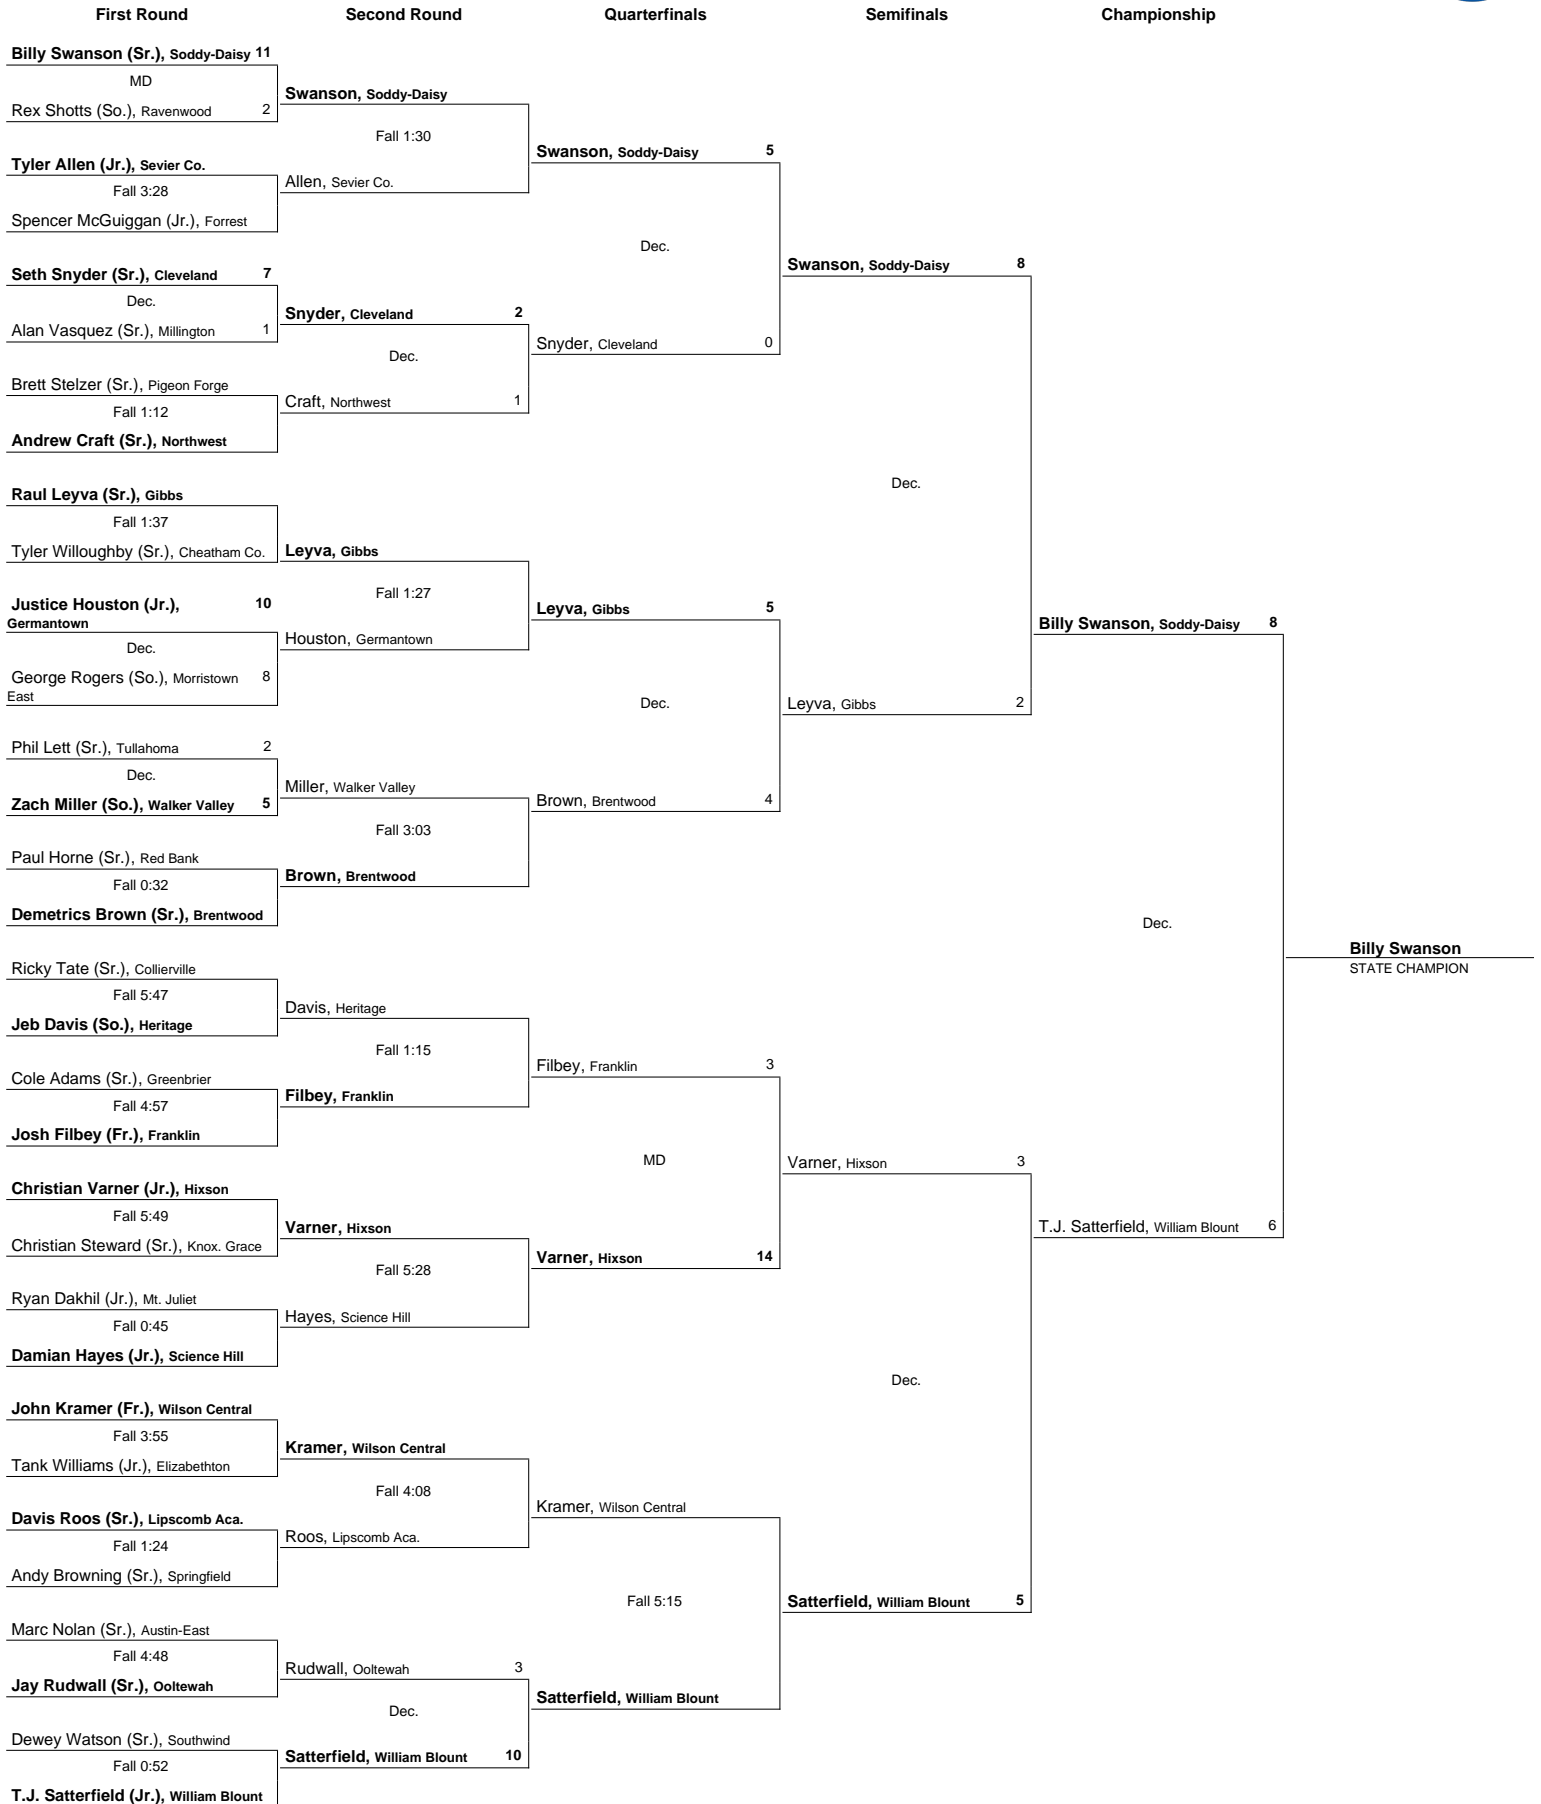 First Round
Second Round
Quarterfinals
Semifinals
Championship
Billy Swanson (Sr.), Soddy-Daisy 11
MD
Rex Shotts (So.), Ravenwood 2
Tyler Allen (Jr.), Sevier Co.
Fall 3:28
Spencer McGuiggan (Jr.), Forrest
Seth Snyder (Sr.), Cleveland 7
Dec.
Alan Vasquez (Sr.), Millington 1
Brett Stelzer (Sr.), Pigeon Forge
Fall 1:12
Andrew Craft (Sr.), Northwest
Raul Leyva (Sr.), Gibbs
Fall 1:37
Tyler Willoughby (Sr.), Cheatham Co.
Justice Houston (Jr.), 10
Germantown
Dec.
George Rogers (So.), Morristown 8
East
Phil Lett (Sr.), Tullahoma 2
Dec.
Zach Miller (So.), Walker Valley 5
Paul Horne (Sr.), Red Bank
Fall 0:32
Demetrics Brown (Sr.), Brentwood
Ricky Tate (Sr.), Collierville
Fall 5:47
Jeb Davis (So.), Heritage
Cole Adams (Sr.), Greenbrier
Fall 4:57
Josh Filbey (Fr.), Franklin
Christian Varner (Jr.), Hixson
Fall 5:49
Christian Steward (Sr.), Knox. Grace
Ryan Dakhil (Jr.), Mt. Juliet
Fall 0:45
Damian Hayes (Jr.), Science Hill
John Kramer (Fr.), Wilson Central
Fall 3:55
Tank Williams (Jr.), Elizabethton
Davis Roos (Sr.), Lipscomb Aca.
Fall 1:24
Andy Browning (Sr.), Springfield
Marc Nolan (Sr.), Austin-East
Fall 4:48
Jay Rudwall (Sr.), Ooltewah
Dewey Watson (Sr.), Southwind
Fall 0:52
T.J. Satterfield (Jr.), William Blount
Swanson, Soddy-Daisy
Fall 1:30
Allen, Sevier Co.
Snyder, Cleveland 2
Dec.
Craft, Northwest 1
Leyva, Gibbs
Fall 1:27
Houston, Germantown
Miller, Walker Valley
Fall 3:03
Brown, Brentwood
Davis, Heritage
Fall 1:15
Filbey, Franklin
Varner, Hixson
Fall 5:28
Hayes, Science Hill
Kramer, Wilson Central
Fall 4:08
Roos, Lipscomb Aca.
Rudwall, Ooltewah 3
Dec.
Satterfield, William Blount 10
Swanson, Soddy-Daisy 5
Dec.
Snyder, Cleveland 0
Leyva, Gibbs 5
Dec.
Brown, Brentwood 4
Filbey, Franklin 3
MD
Varner, Hixson 14
Kramer, Wilson Central
Fall 5:15
Satterfield, William Blount
Swanson, Soddy-Daisy 8
Dec.
Leyva, Gibbs 2
Varner, Hixson 3
Dec.
Satterfield, William Blount 5
Billy Swanson, Soddy-Daisy 8
Dec.
T.J. Satterfield, William Blount 6
Billy Swanson
STATE CHAMPION